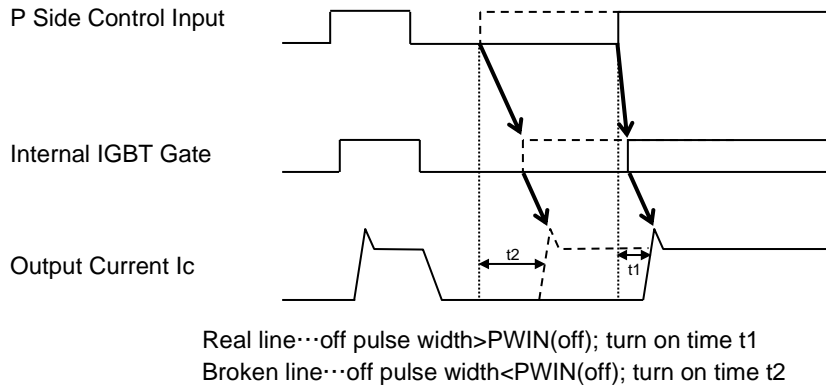 P Side Control Input
Internal IGBT Gate
Output Current Ic
t2
t1
Real line⋯off pulse width>PWIN(off); turn on time t1
Broken line⋯off pulse width<PWIN(off); turn on time t2